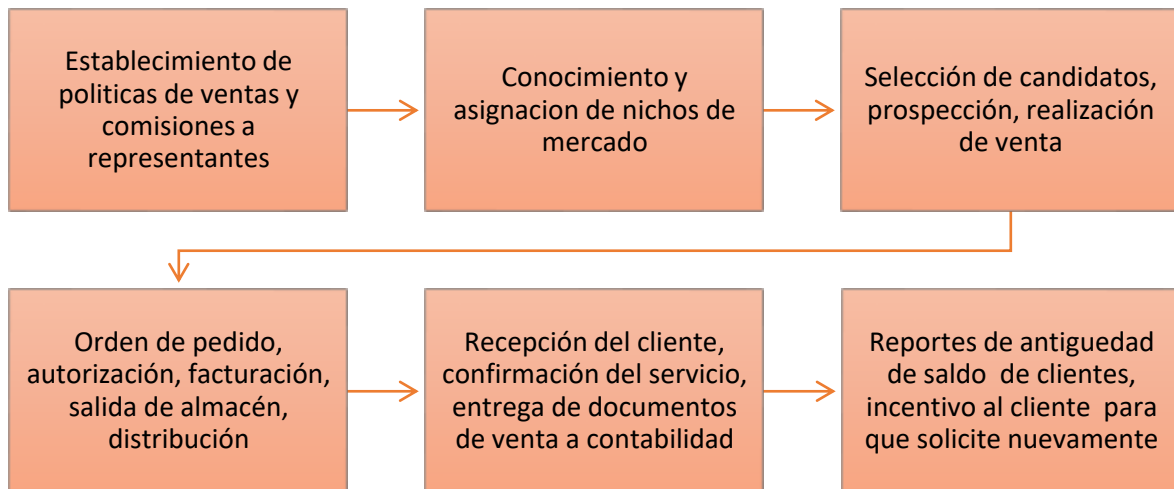 Establecimiento de
politicas de ventas y
comisiones a
representantes
Conocimiento y
asignacion de nichos de
mercado
Selección de candidatos,
prospección, realización
de venta
Orden de pedido,
autorización, facturación,
salida de almacén,
distribución
Recepción del cliente,
confirmación del servicio,
entrega de documentos
de venta a contabilidad
Reportes de antiguedad
de saldo de clientes,
incentivo al cliente para
que solicite nuevamente